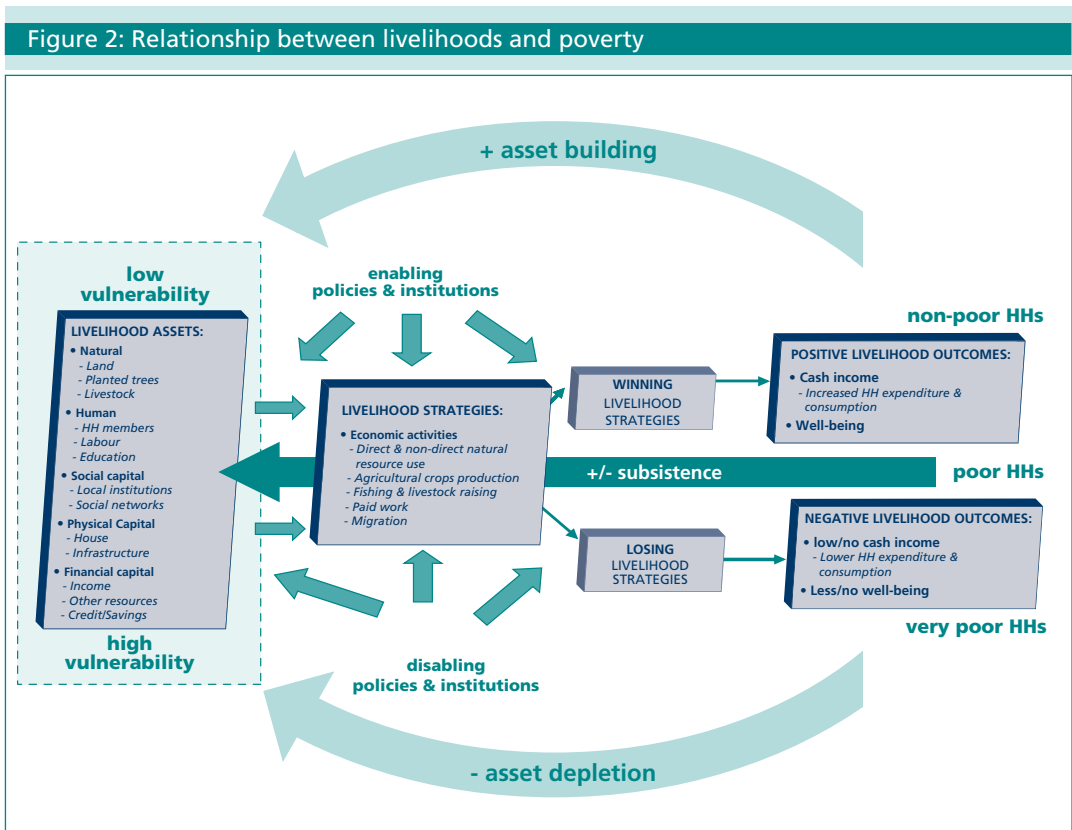 Figure 2: Relationship between livelihoods and poverty
+ asset building
low
vulnerability
LIVELIHOOD ASSETS:
• Natural
- Land
- Planted trees
- Livestock
• Human
- HH members
- Labour
- Education
• Social capital
- Local institutions
- Social networks
• Physical Capital
- House
- Infrastructure
• Financial capital
- Income
- Other resources
- Credit/Savings
high
vulnerability
enabling
policies & institutions
LIVELIHOOD STRATEGIES:
• Economic activities
- Direct & non-direct natural
resource use
- Agricultural crops production
- Fishing & livestock raising
- Paid work
- Migration
disabling
policies & institutions
WINNING
LIVELIHOOD
STRATEGIES
+/- subsistence
LOSING
LIVELIHOOD
STRATEGIES
non-poor HHs
POSITIVE LIVELIHOOD OUTCOMES:
• Cash income
- Increased HH expenditure &
consumption
• Well-being
poor HHs
NEGATIVE LIVELIHOOD OUTCOMES:
• low/no cash income
- Lower HH expenditure &
consumption
• Less/no well-being
very poor HHs
- asset depletion